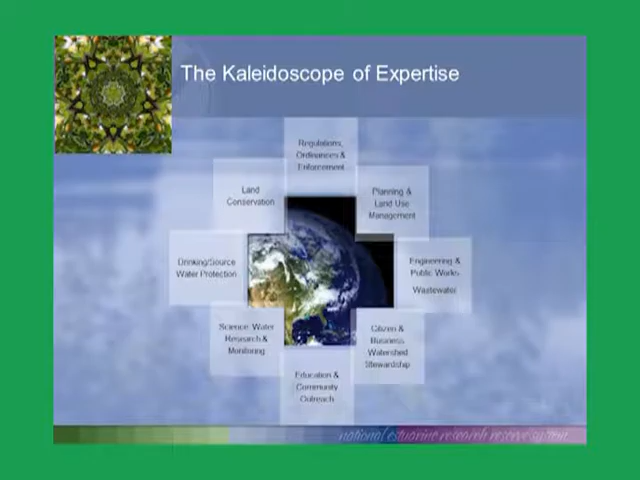 The Kaleidoscope of Expertise
Regulations,
Ordinances &
Enforcement
Land
Conservation
Planning &
Land Use
Management
Drinking/Source
Water Protection
Engineering &
Public Works
Wastewater
Science: Water
Research &
Monitoring
Citizen &
Business
Watershed
Stewardship
Education &
Community
Outreach
national estuarine research reserve system